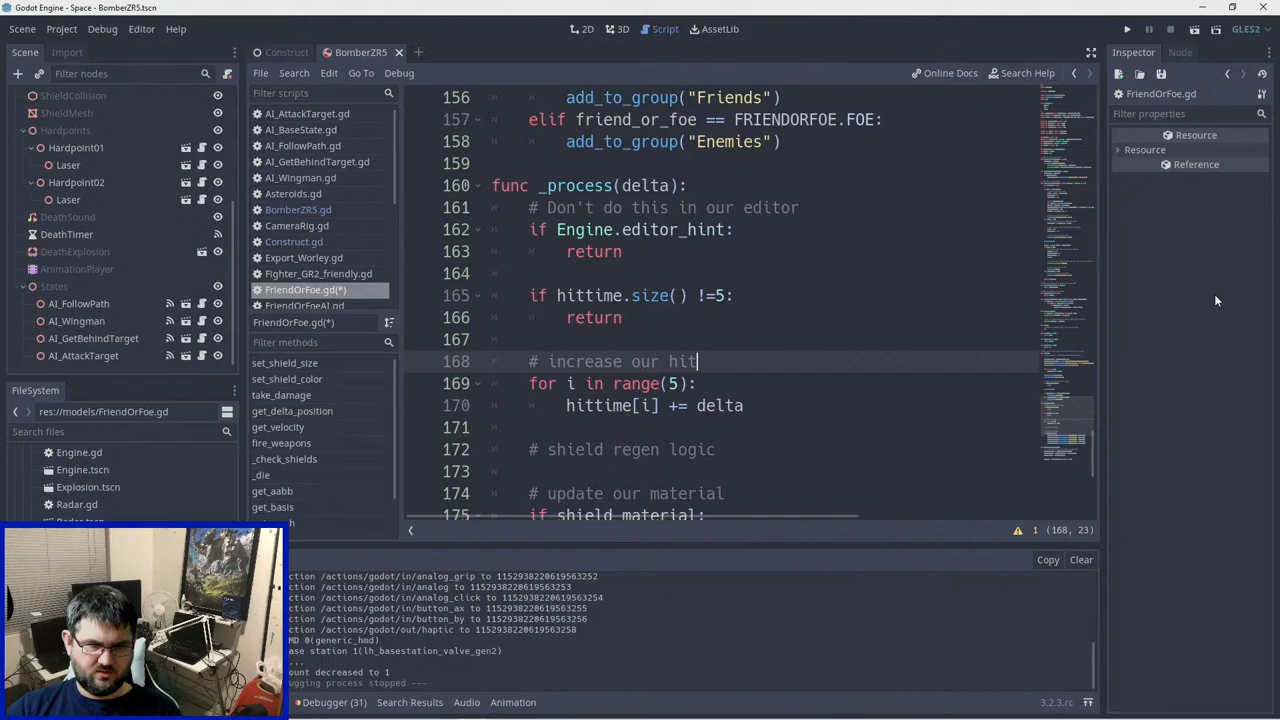 Godot Engine - Space - BomberZR5.tscn
Scene Project Debug Editor Help
2D 3D Script AssetLib
GLES2
Scene Import
Filter nodes
ShieldCollision
ShieldMesh
Hardpoints
Hardpoint01
Laser
Hardpoint02
Laser
DeathSound
DeathTimer
DeathExplosion
AnimationPlayer
States
AI_FollowPath
AI_Wingman
AI_GetBehindTarget
AI_AttackTarget
FileSystem
res://models/FriendOrFoe.gd
Search files
Engine.gd
Engine.tscn
Explosion.tscn
Radar.gd
Radar.tscn
Construct BomberZR5
File Search Edit Go To Debug
Online Docs Search Help
Filter scripts
AI_AttackTarget.gd
AI_BaseState.gd
AI_FollowPath.gd
AI_GetBehindTarget.gd
AI_Wingman.gd
Asteroids.gd
BomberZR5.gd
CameraRig.gd
Construct.gd
Export_Worley.gd
Fighter_GR2_friendly.gd
FriendOrFoe.gd(*)
FriendOrFoeAI.gd
FriendOrFoe.gd(*)
Filter methods
set_shield_size
set_shield_color
take_damage
get_delta_position
get_velocity
fire_weapons
_check_shields
_die
get_aabb
get_basis
156 add_to_group("Friends")
157 elif friend_or_foe == FRIENDORFOE.FOE:
158 add_to_group("Enemies")
159
160 func _process(delta):
161 # Don't do this in our editor
162 if Engine.editor_hint:
163 return
164
165 if hittime.size() !=5:
166 return
167
168 # increase our hit
169 for i in range(5):
170 hittime[i] += delta
171
172 # shield regen logic
173
174 # update our material
175 if shield_material:
1 (168, 23)
Copy Clear
ction /actions/godot/in/analog_grip to 1152938220619563252
ction /actions/godot/in/analog to 1152938220619563253
ction /actions/godot/in/analog_click to 1152938220619563254
ction /actions/godot/in/button_ax to 1152938220619563255
ction /actions/godot/in/button_by to 1152938220619563256
ction /actions/godot/out/haptic to 1152938220619563258
MD 0(generic_hmd)
ase station 1(lh_basestation_valve_gen2)
...
ount decreased to 1
ugging process stopped ---
Debugger (31) Search Results Audio Animation
3.2.3.rc
Inspector Node
FriendOrFoe.gd
Filter properties
Resource
Resource
Reference